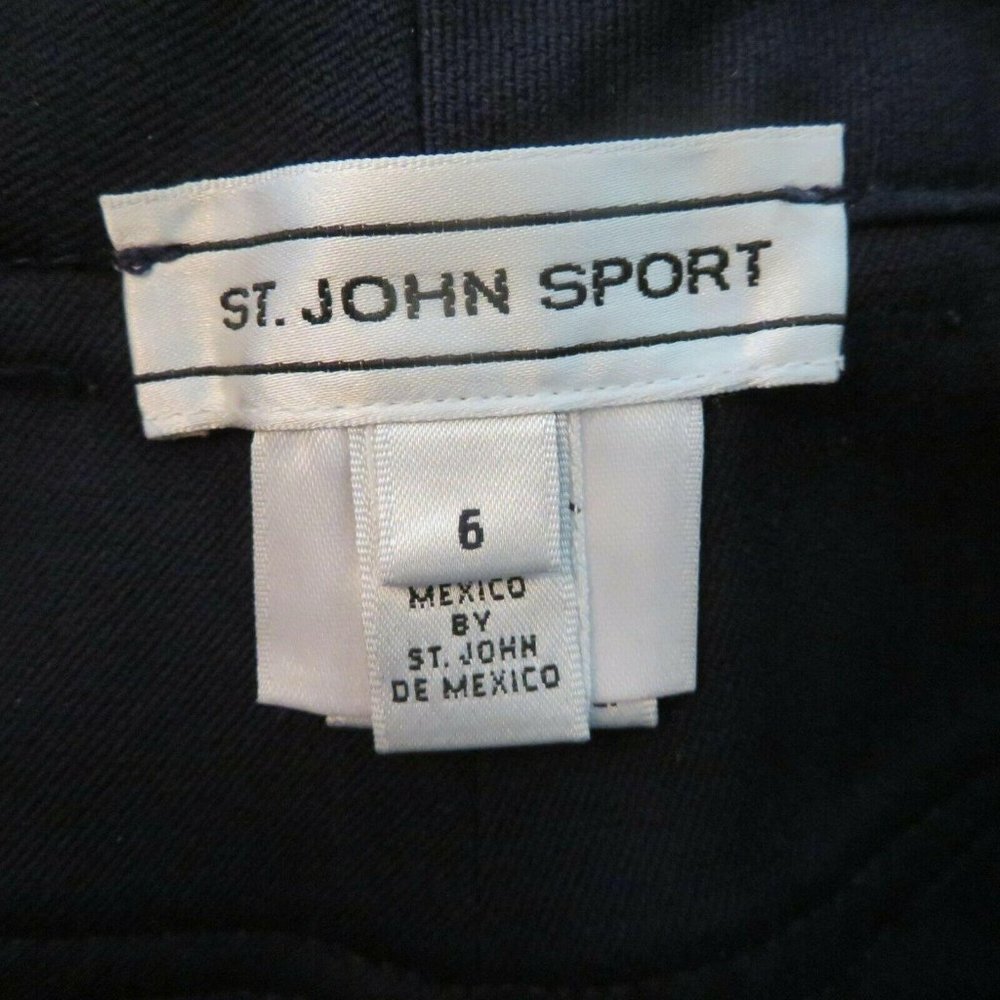 ST. JOHN SPORT
6
MEXICO
BY
ST. JOHN
DE MEXICO